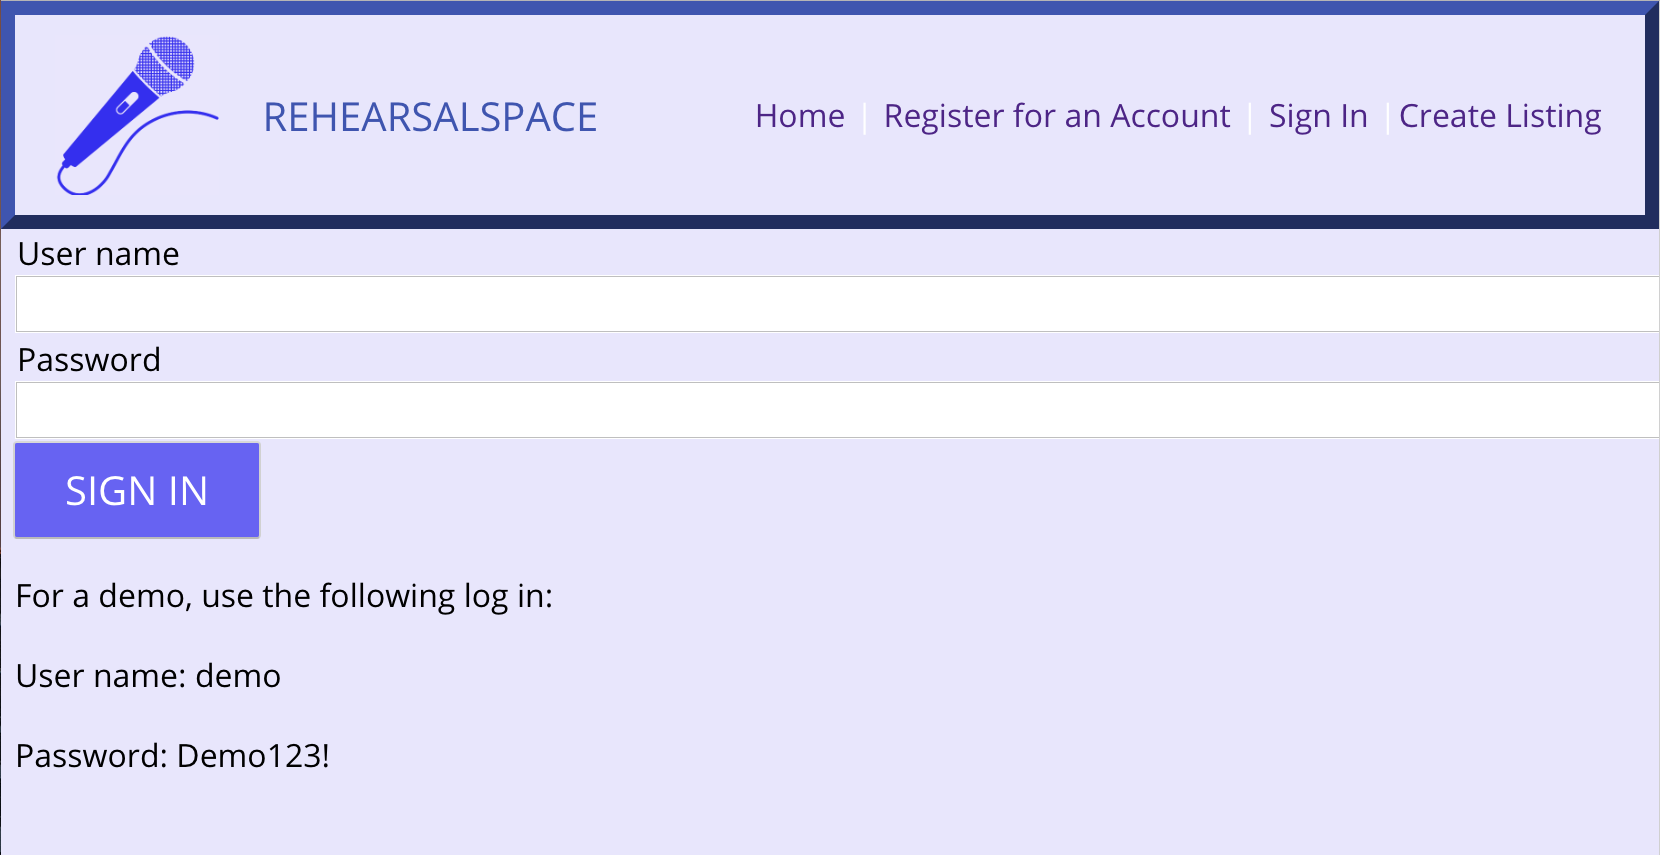 REHEARSALSPACE
Home | Register for an Account | Sign In | Create Listing
User name
Password
SIGN IN
For a demo, use the following log in:
User name: demo
Password: Demo123!